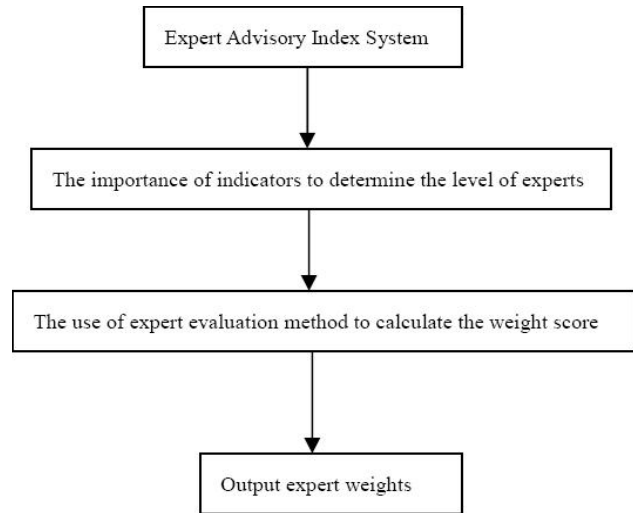 Expert Advisory Index System
The importance of indicators to determine the level of experts
The use of expert evaluation method to calculate the weight score
Output expert weights